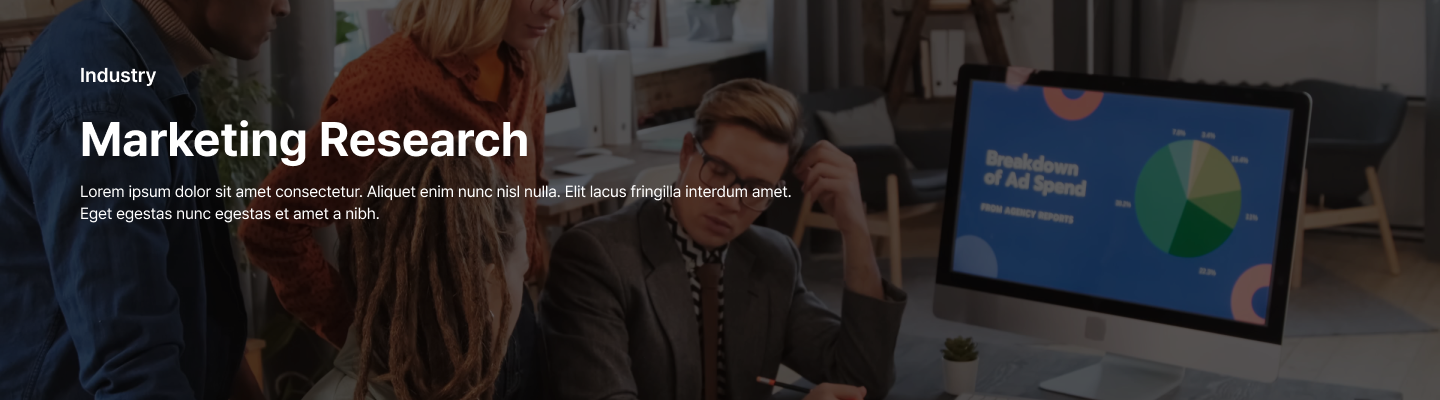 Industry
Marketing Research
Lorem ipsum dolor sit amet consectetur. Aliquet enim nunc nisl nulla. Elit lacus fringilla interdum amet.
Eget egestas nunc egestas et amet a nibh.
Breakdown
of Ad Spend
FROM AGENCY REPORTS